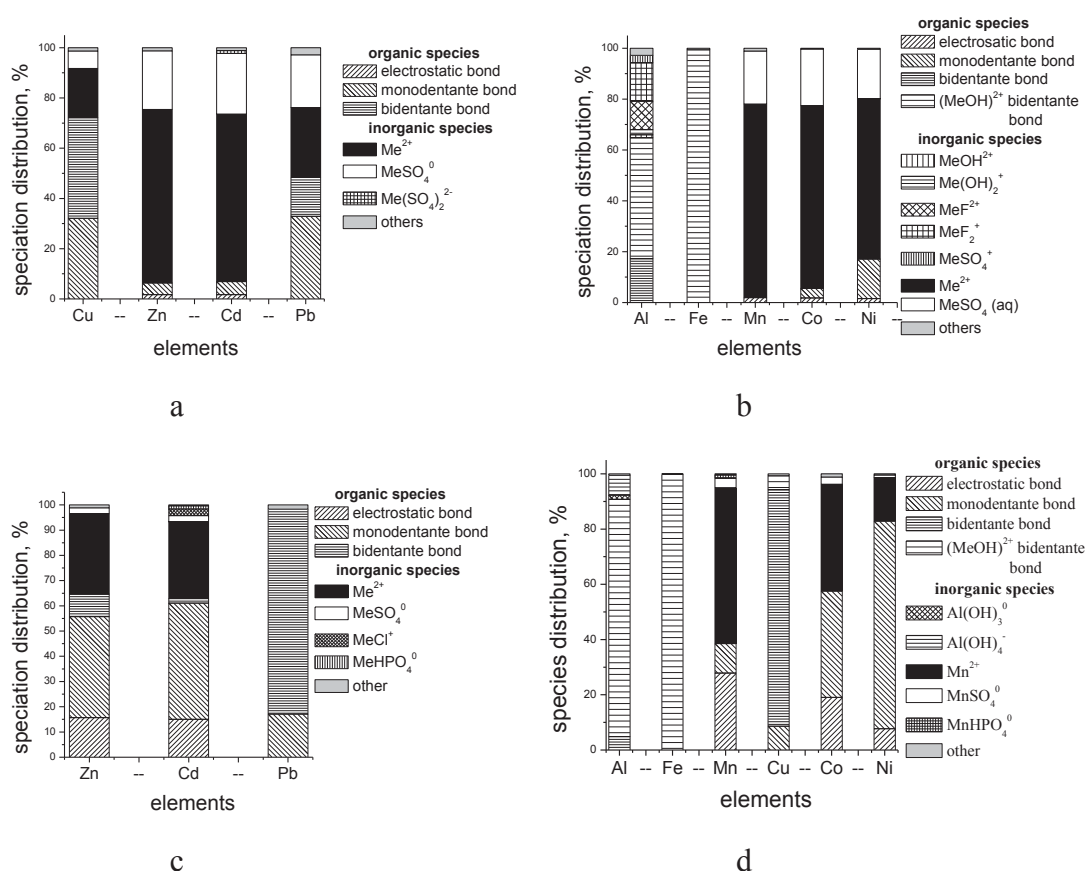 100
80
60
40
20
0
speciation distribution, %
Cu -- Zn -- Cd -- Pb
elements
organic species
electrostatic bond
monodentante bond
bidentante bond
inorganic species
Me²⁺
MeSO₄⁰
Me(SO₄)₂²⁻
others
a
100
80
60
40
20
0
speciation distribution, %
Al -- Fe -- Mn -- Co -- Ni --
elements
organic species
electrosatic bond
monodentante bond
bidentante bond
(MeOH)²⁺ bidentante
bond
inorganic species
MeOH²⁺
Me(OH)₂⁺
MeF²⁺
MeF₂⁺
MeSO₄⁺
Me²⁺
MeSO₄ (aq)
others
b
100
90
80
70
60
50
40
30
20
10
0
speciation distribution, %
Zn -- Cd -- Pb
elements
organic species
electrostatic bond
monodentante bond
bidentante bond
inorganic species
Me²⁺
MeSO₄⁰
MeCl⁺
MeHPO₄⁰
other
c
100
80
60
40
20
0
species distribution, %
Al -- Fe -- Mn -- Cu -- Co -- Ni
elements
organic species
electrostatic bond
monodentante bond
bidentante bond
(MeOH)²⁺ bidentante
bond
inorganic species
Al(OH)₃⁰
Al(OH)₄⁻
Mn²⁺
MnSO₄⁰
MnHPO₄⁰
other
d